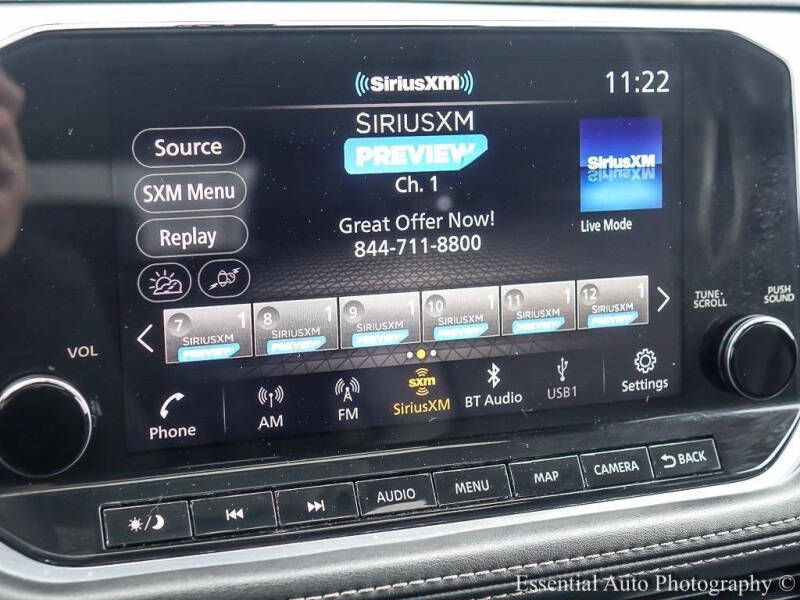 SiriusXM
11:22
SIRIUSXM
PREVIEW
Ch. 1
Great Offer Now!
844-711-8800
Source
SXM Menu
Replay
SiriusXM
SiriusXM
Live Mode
7 1
SIRIUSXM
PREVIEW
8 1
SIRIUSXM
PREVIEW
9 1
SIRIUSXM
PREVIEW
10 1
SIRIUSXM
PREVIEW
11 1
SIRIUSXM
PREVIEW
12 1
SIRIUSXM
PREVIEW
VOL
TUNE•
SCROLL
PUSH
SOUND
Phone
AM
FM
sxm
SiriusXM
BT Audio
USB1
Settings
AUDIO
MENU
MAP
CAMERA
BACK
Essential Auto Photography ©